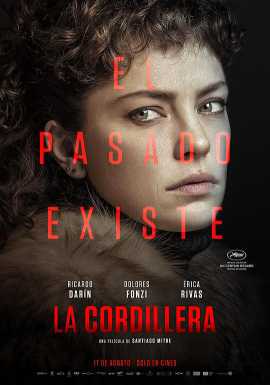 EL
PASADO
EXISTE
RICARDO DARÍN
DOLORES FONZI
ERICA RIVAS
LA CORDILLERA
UNA PELÍCULA DE SANTIAGO MITRE
17 DE AGOSTO - SOLO EN CINES